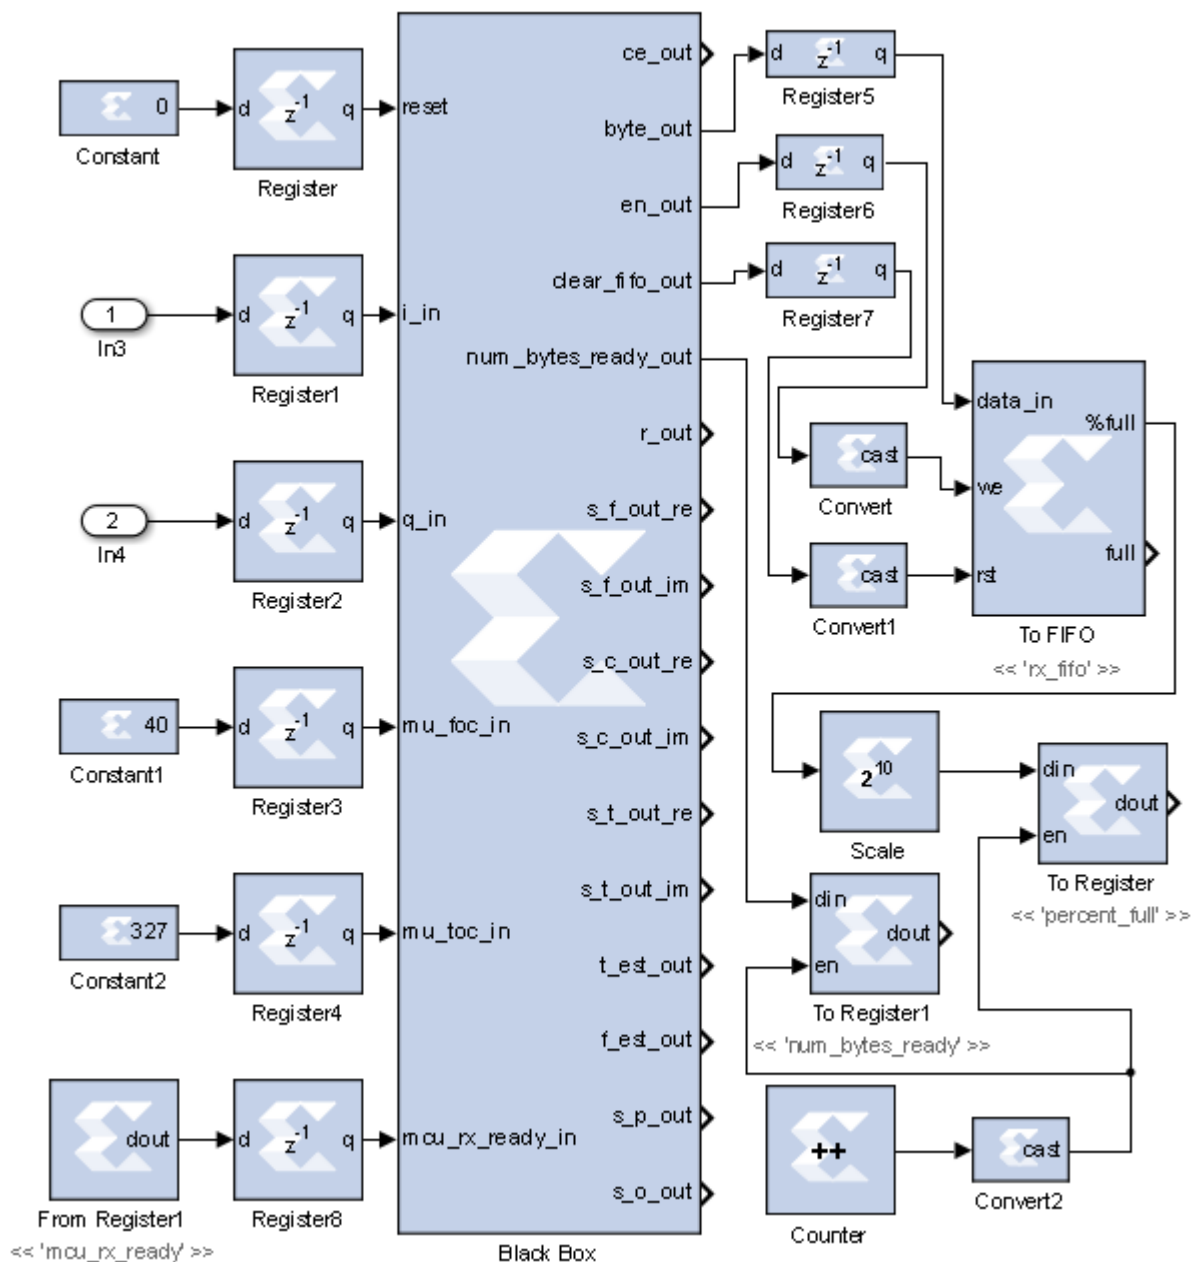 0
Constant
d z-1 q
Register
1
In3
d z-1 q
Register1
2
In4
d z-1 q
Register2
40
Constant1
d z-1 q
Register3
327
Constant2
d z-1 q
Register4
dout
From Register1
<< 'mcu_rx_ready' >>
d z-1 q
Register8
reset
i_in
q_in
mu_foc_in
mu_toc_in
mcu_rx_ready_in
ce_out
byte_out
en_out
clear_fifo_out
num_bytes_ready_out
r_out
s_f_out_re
s_f_out_im
s_c_out_re
s_c_out_im
s_t_out_re
s_t_out_im
t_est_out
f_est_out
s_p_out
s_o_out
Black Box
d z-1 q
Register5
d z-1 q
Register6
d z-1 q
Register7
cast
Convert
cast
Convert1
data_in
%full
we
full
rst
To FIFO
<< 'rx_fifo' >>
210
Scale
din
dout
en
To Register
<< 'percent_full' >>
din
dout
en
To Register1
<< 'num_bytes_ready' >>
++
Counter
cast
Convert2